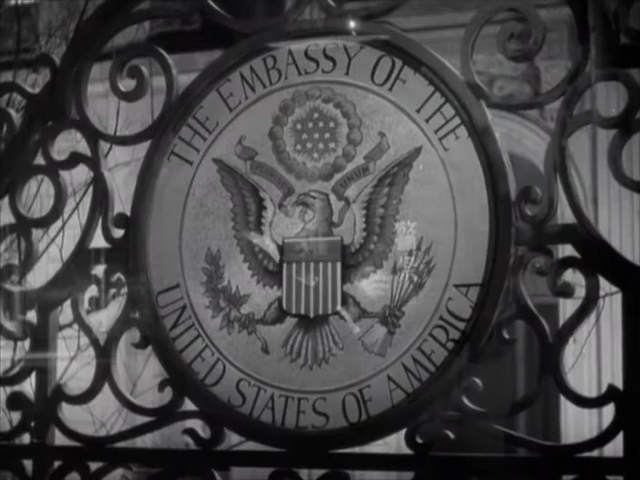 THE EMBASSY OF THE
UNITED STATES OF AMERICA